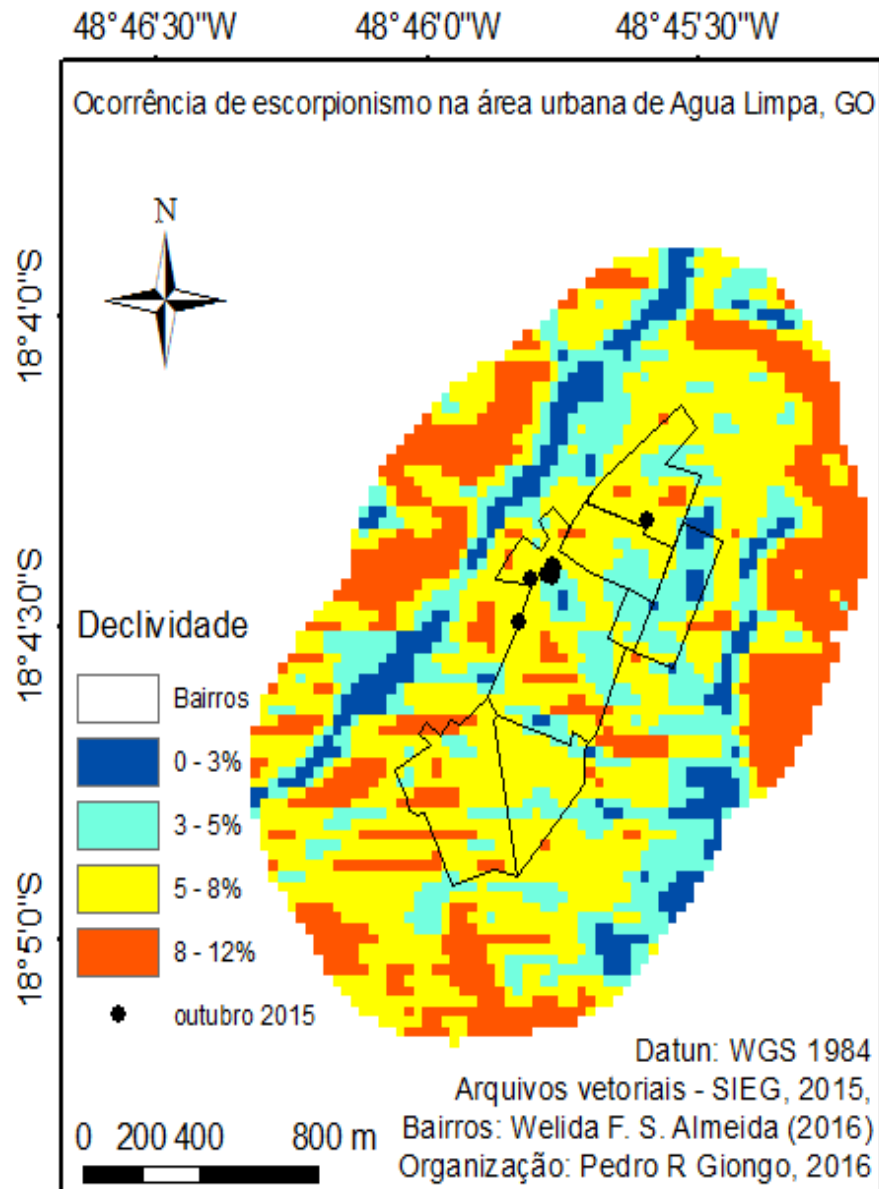 48°46'30"W 48°46'0"W 48°45'30"W
Ocorrência de escorpionismo na área urbana de Agua Limpa, GO
N
18°4'0"S
18°4'30"S
18°5'0"S
Declividade
Bairros
0 - 3%
3 - 5%
5 - 8%
8 - 12%
outubro 2015
Datun: WGS 1984
Arquivos vetoriais - SIEG, 2015,
Bairros: Welida F. S. Almeida (2016)
Organização: Pedro R Giongo, 2016
0 200 400 800 m